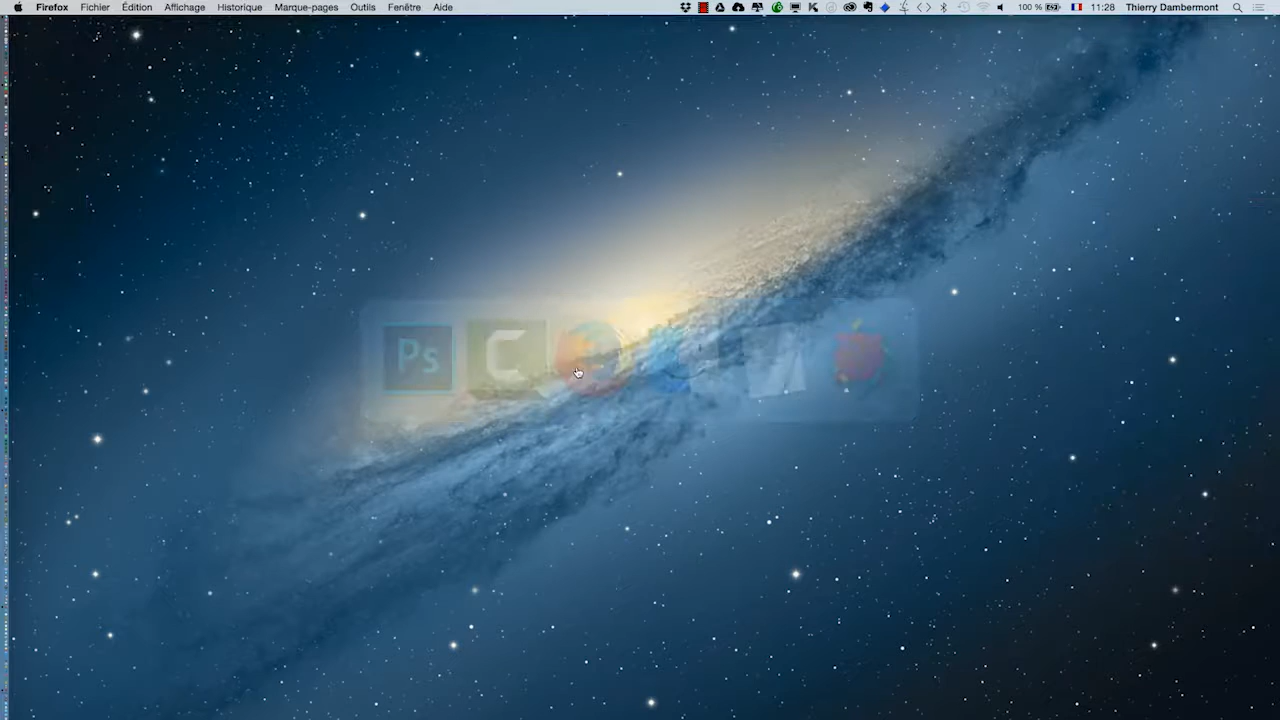 Firefox Fichier Édition Affichage Historique Marque-pages Outils Fenêtre Aide 100 % 11:28 Thierry Dambermont
Ps